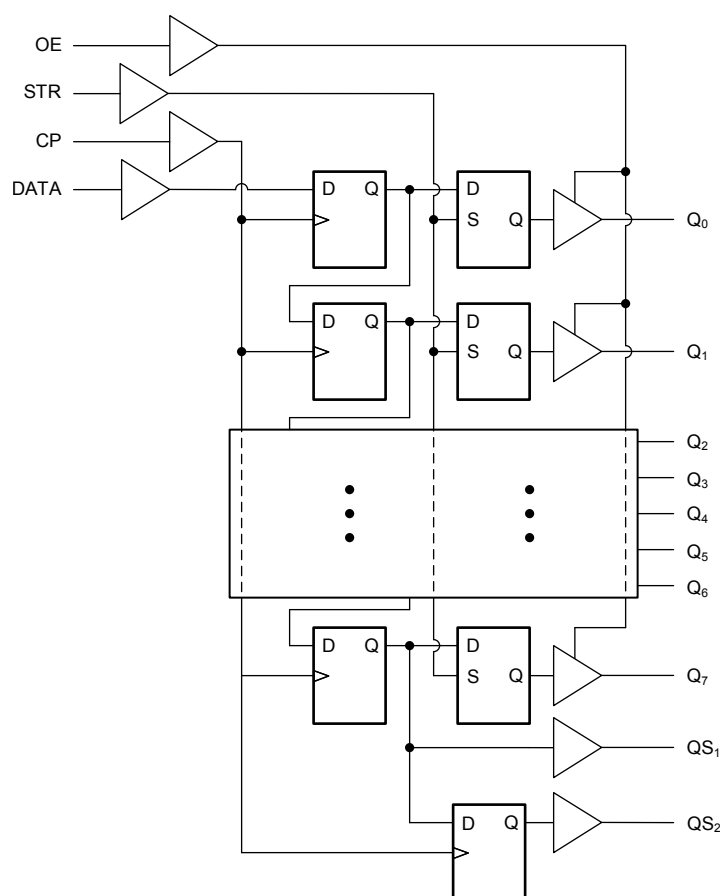 OE
STR
CP
DATA
D Q D
S Q
Q₀
D Q D
S Q
Q₁
Q₂
Q₃
Q₄
Q₅
Q₆
D Q D
S Q
Q₇
QS₁
D Q
QS₂